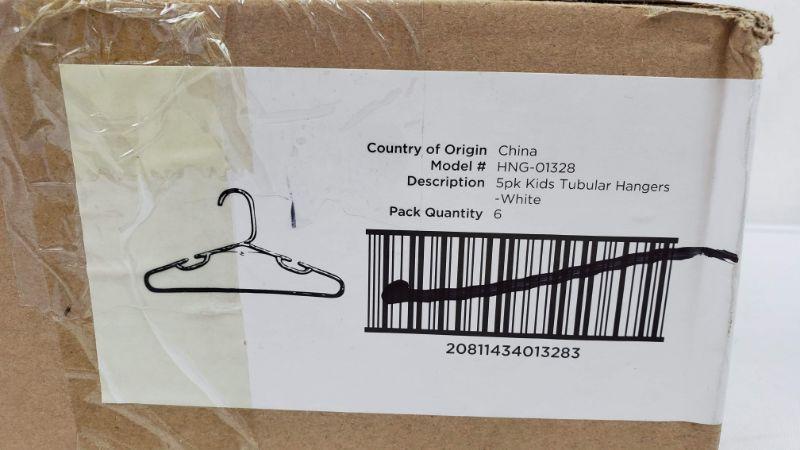 Country of Origin China
Model # HNG-01328
Description 5pk Kids Tubular Hangers
-White
Pack Quantity 6
20811434013283